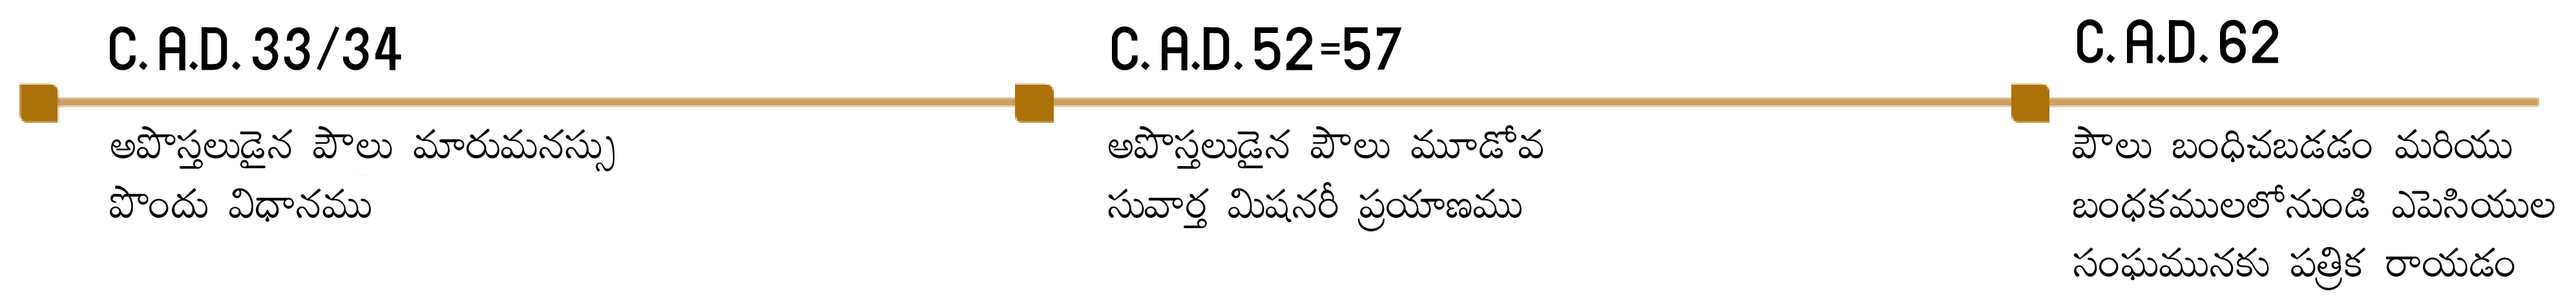 C. A.D. 33/34
అపొస్తలుడైన పౌలు మారుమనస్సు
పొందు విధానము
C. A.D. 52=57
అపొస్తలుడైన పౌలు మూడోవ
సువార్త మిషనరీ ప్రయాణము
C. A.D. 62
పౌలు బంధిచబడడం మరియు
బంధకములలోనుండి ఎపెసియుల
సంఘమునకు పత్రిక రాయడం